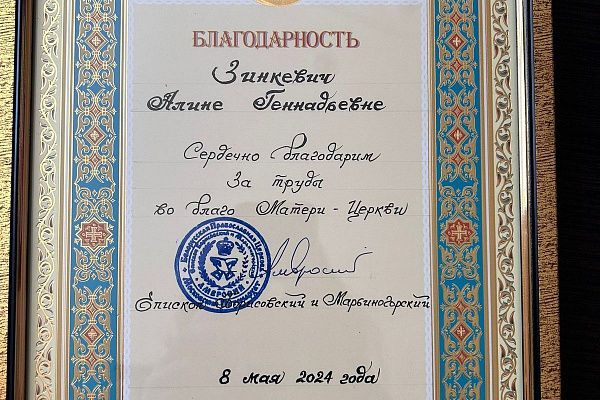 БЛАГОДАРНОСТЬ
Зинкевич
Алине Геннадьевне
Сердечно благодарим
За труды
во благо Матери - Церкви
Амвросий
Епископ Борисовский и Марьиногорский
8 мая 2024 года